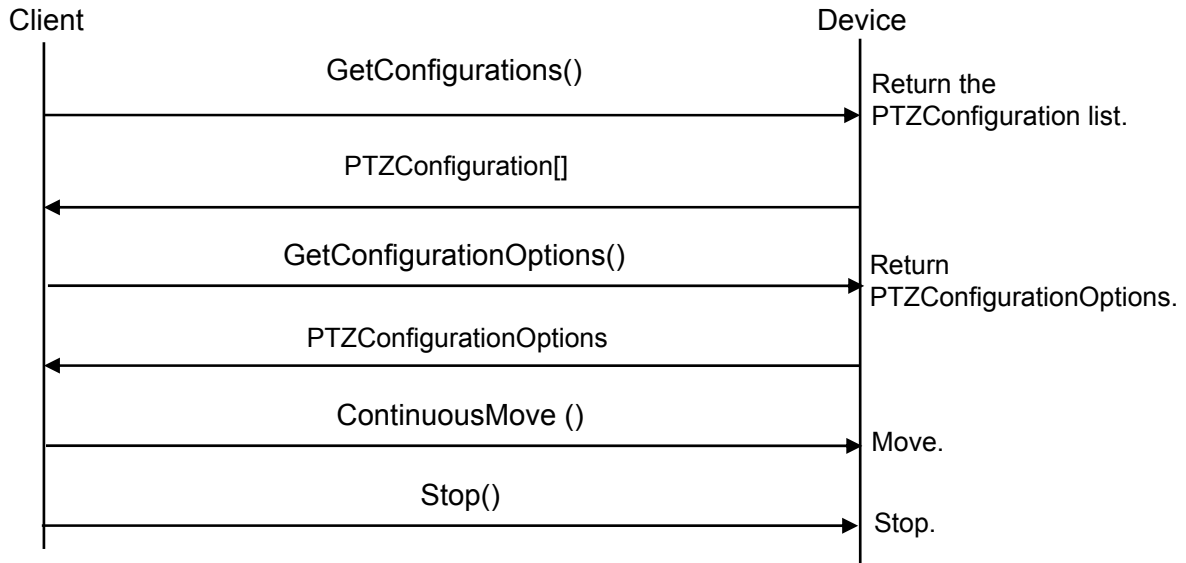 Client
Device
GetConfigurations()
Return the
PTZConfiguration list.
PTZConfiguration[]
GetConfigurationOptions()
Return
PTZConfigurationOptions.
PTZConfigurationOptions
ContinuousMove ()
Move.
Stop()
Stop.